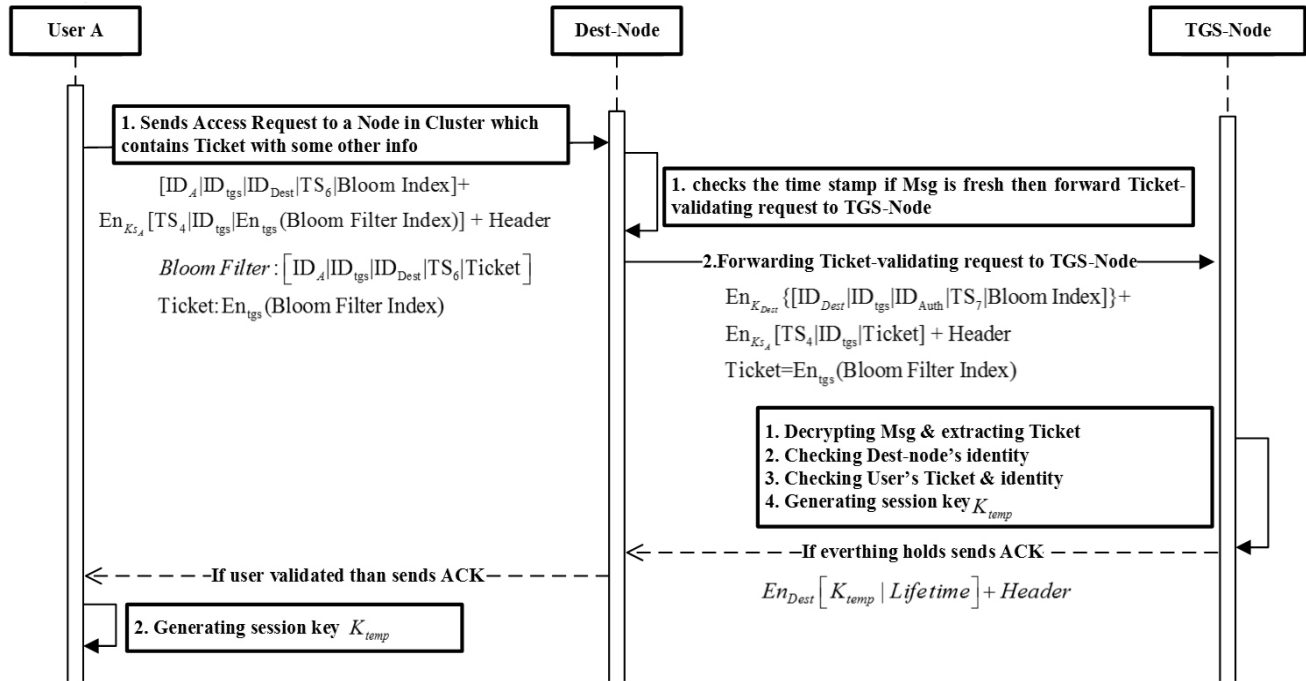 User A
Dest-Node
TGS-Node
1. Sends Access Request to a Node in Cluster which
contains Ticket with some other info
[ID_A|ID_tgs|ID_Dest|TS_6|Bloom Index]+
En_{Ks_A}[TS_4|ID_tgs|En_tgs(Bloom Filter Index)] + Header
Bloom Filter:[ID_A|ID_tgs|ID_Dest|TS_6|Ticket]
Ticket:En_tgs(Bloom Filter Index)
1. checks the time stamp if Msg is fresh then forward Ticket-
validating request to TGS-Node
2.Forwarding Ticket-validating request to TGS-Node
En_{K_Dest}{[ID_Dest|ID_tgs|ID_Auth|TS_7|Bloom Index]}+
En_{Ks_A}[TS_4|ID_tgs|Ticket] + Header
Ticket=En_tgs(Bloom Filter Index)
1. Decrypting Msg & extracting Ticket
2. Checking Dest-node's identity
3. Checking User's Ticket & identity
4. Generating session key K_temp
If everthing holds sends ACK
En_Dest[K_temp | Lifetime]+ Header
If user validated than sends ACK
2. Generating session key K_temp